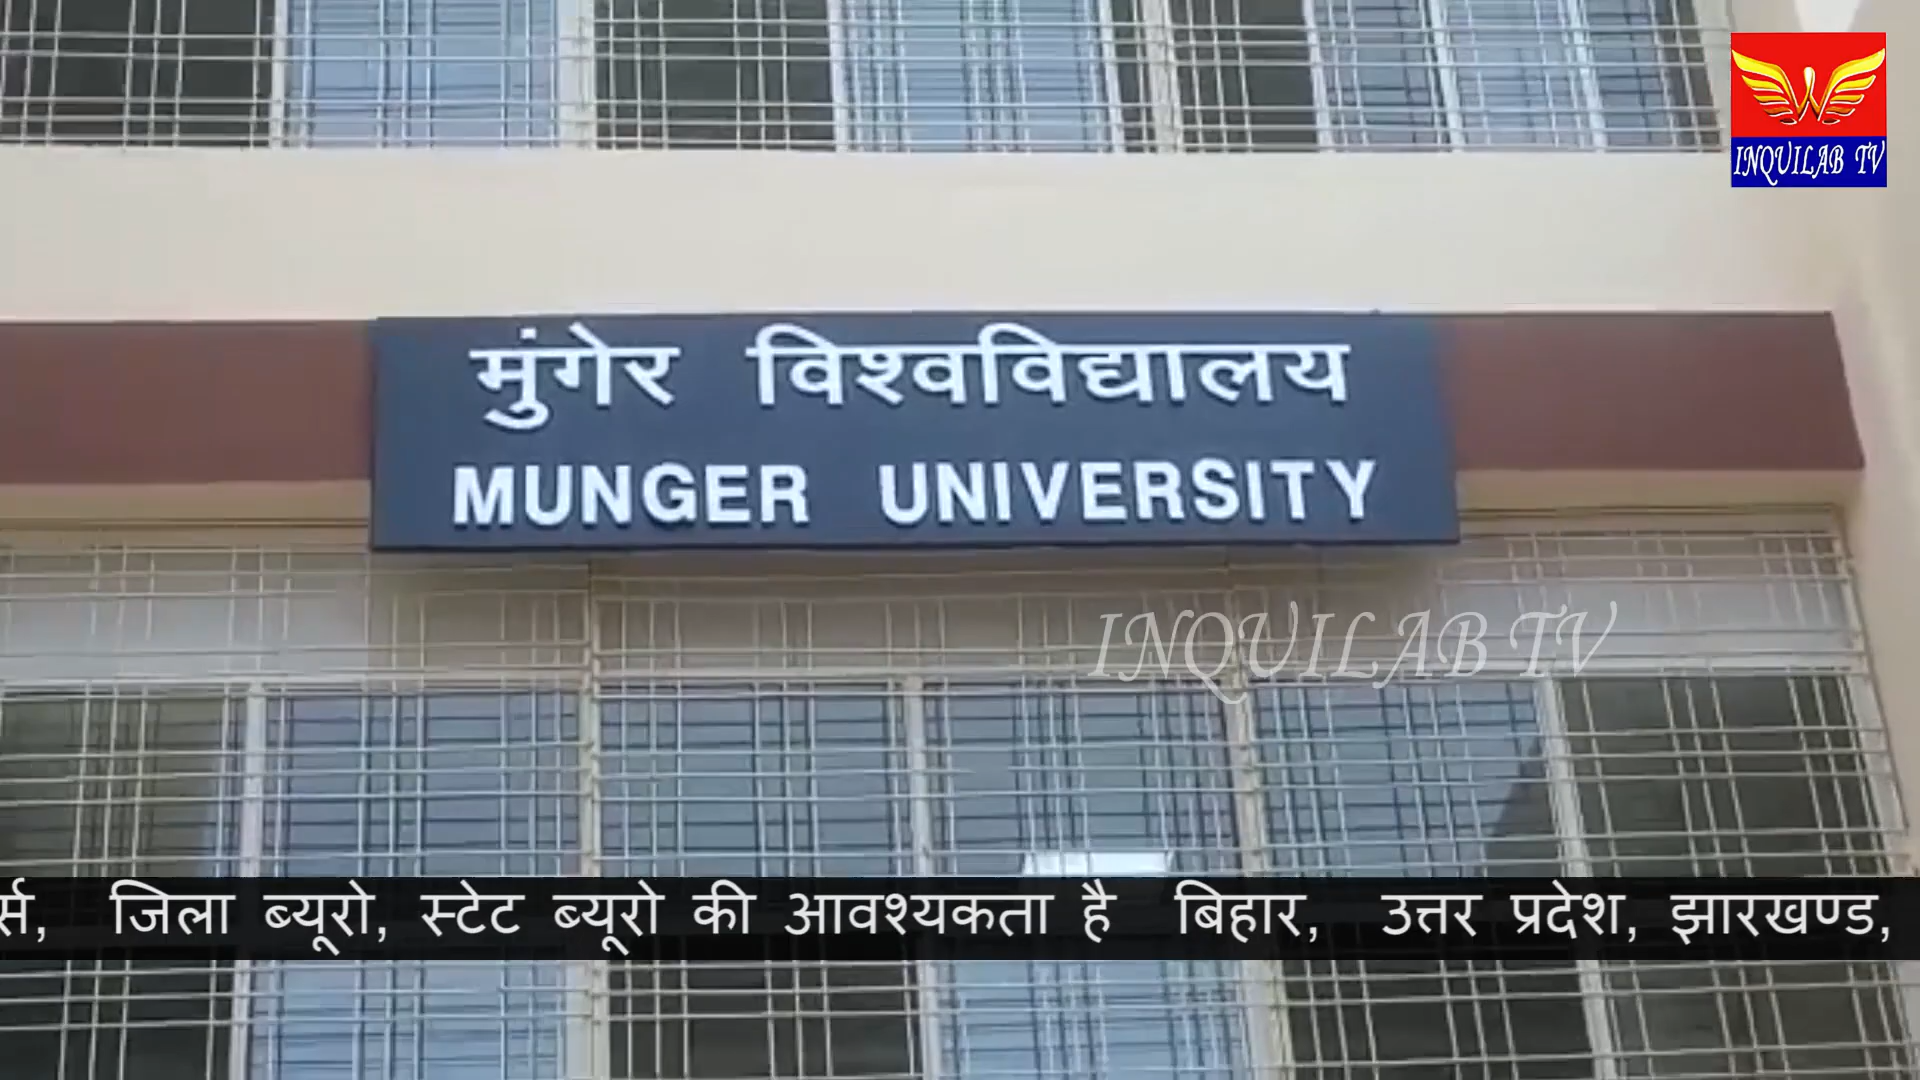 INQUILAB TV
मुंगेर विश्वविद्यालय
MUNGER UNIVERSITY
INQUILAB TV
जिला ब्यूरो, स्टेट ब्यूरो की आवश्यकता है बिहार, उत्तर प्रदेश, झारखण्ड,